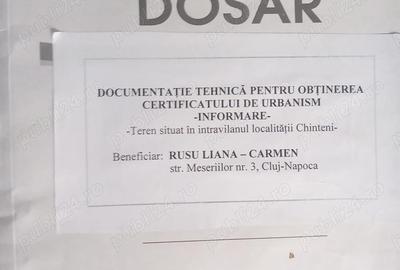 DOSAR
DOCUMENTAȚIE TEHNICĂ PENTRU OBȚINEREA
CERTIFICATULUI DE URBANISM
-INFORMARE-
-Teren situat în intravilanul localității Chinteni-
Beneficiar: RUSU LIANA – CARMEN
str. Meseriilor nr. 3, Cluj-Napoca